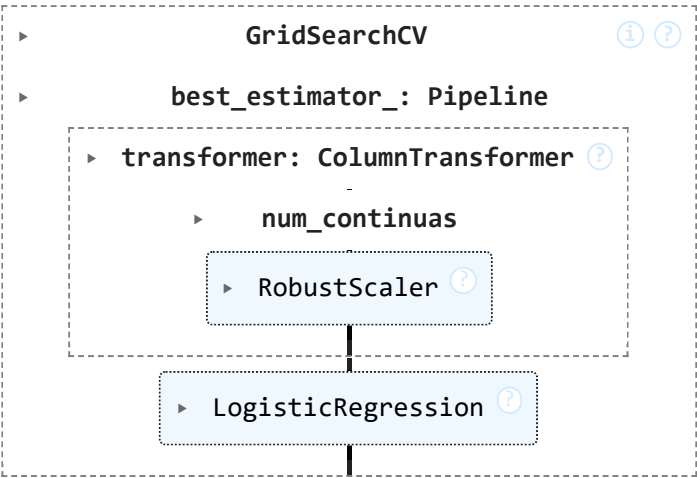 ▸ GridSearchCV i ?
▸ best_estimator_: Pipeline
▸ transformer: ColumnTransformer ?
▸ num_continuas
▸ RobustScaler ?
▸ LogisticRegression ?